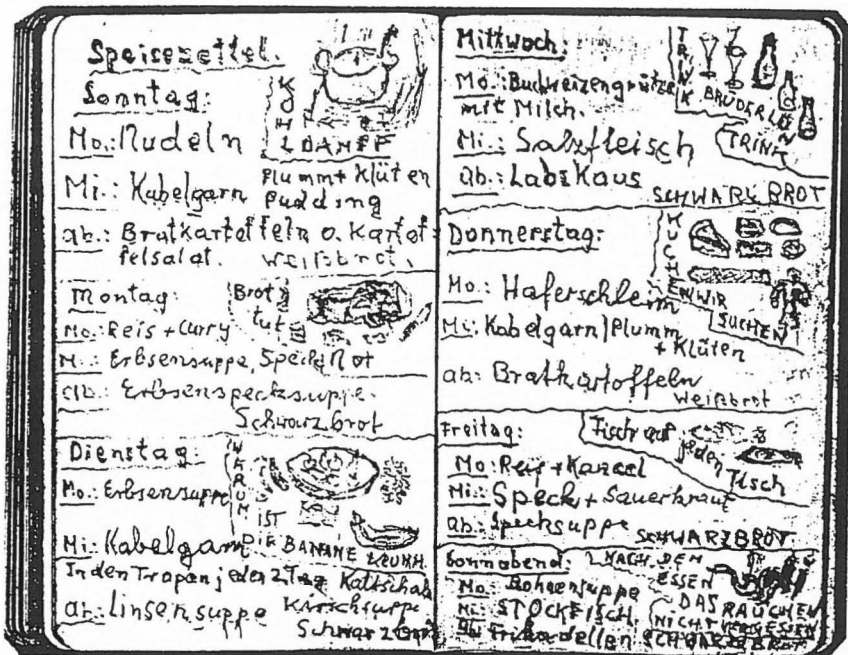 Speisezettel.
Sonntag:
KOHL
DAMPF
Mo.: Nudeln
Mi.: Kabelgarn
Plumm + Klüten
Pudding
ab.: Bratkartoffeln o. Kartof=
felsalat. Weißbrot.
Montag:
Brot
tut
Mo.: Reis + Curry
Mi.: Erbsensuppe, Speck
ab.: Erbsenspecksuppe.
Schwarzbrot
Dienstag:
WARUM IST
DIE BANANE KRUMM
Mo.: Erbsensuppe
Mi.: Kabelgarn
In den Tropen jeden 2 Tag Kaltschale
Kirschsuppe
ab.: Linsensuppe
Schwarzbrot
Mittwoch:
TRINK
BRÜDERLEIN
TRINK
Mo.: Buchweizengrütze
mit Milch.
Mi.: Salzfleisch
ab.: Labskaus
SCHWARZBROT
Donnerstag:
KUCHEN WIR
SUCHEN
Mo.: Haferschleim
Mi.: Kabelgarn/Plumm
+ Klüten
ab: Bratkartoffeln
Weißbrot
Freitag:
Fisch auf
jeden
Tisch
Mo: Reis + Kaneel
Mi: Speck + Sauerkraut
ab.: Specksuppe
SCHWARZBROT
Sonnabend:
NACH DEM
ESSEN
DAS RAUCHEN
NICHT VERGESSEN
Mo.: Bohnensuppe
Mi: STOCKFISCH.
ab: Frikadellen SCHWARZBROT